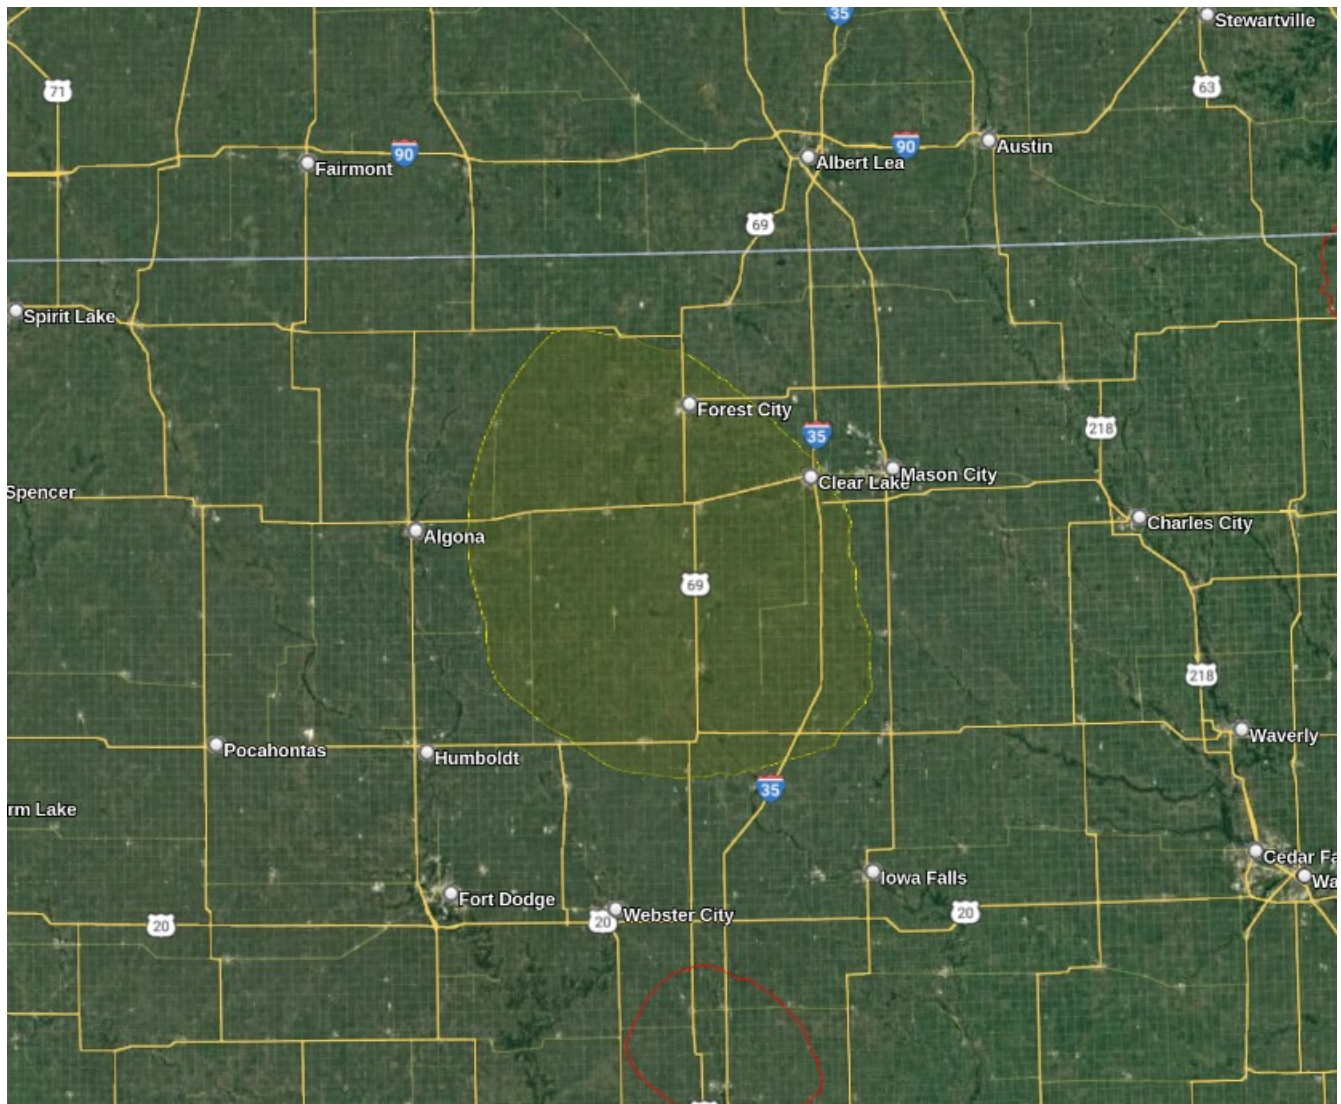 35
Stewartville
71
63
90
90
Austin
Fairmont
Albert Lea
69
Spirit Lake
Forest City
35
218
Clear Lake
Mason City
Spencer
Charles City
Algona
69
218
Waverly
Pocahontas
Humboldt
35
rm Lake
Cedar Fa
Iowa Falls
Wa
Fort Dodge
Webster City
20
20
20